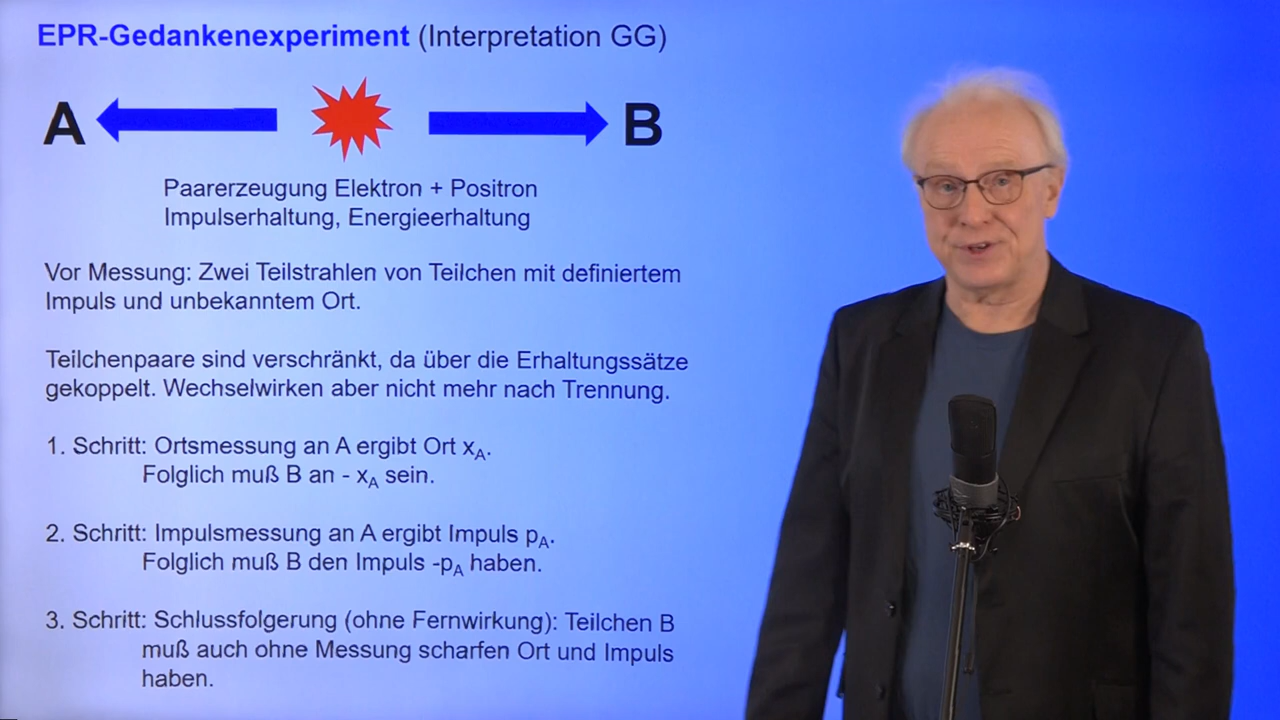 EPR-Gedankenexperiment (Interpretation GG)
A B
Paarerzeugung Elektron + Positron
Impulserhaltung, Energieerhaltung
Vor Messung: Zwei Teilstrahlen von Teilchen mit definiertem
Impuls und unbekanntem Ort.
Teilchenpaare sind verschränkt, da über die Erhaltungssätze
gekoppelt. Wechselwirken aber nicht mehr nach Trennung.
1. Schritt: Ortsmessung an A ergibt Ort xA.
Folglich muß B an - xA sein.
2. Schritt: Impulsmessung an A ergibt Impuls pA.
Folglich muß B den Impuls -pA haben.
3. Schritt: Schlussfolgerung (ohne Fernwirkung): Teilchen B
muß auch ohne Messung scharfen Ort und Impuls
haben.